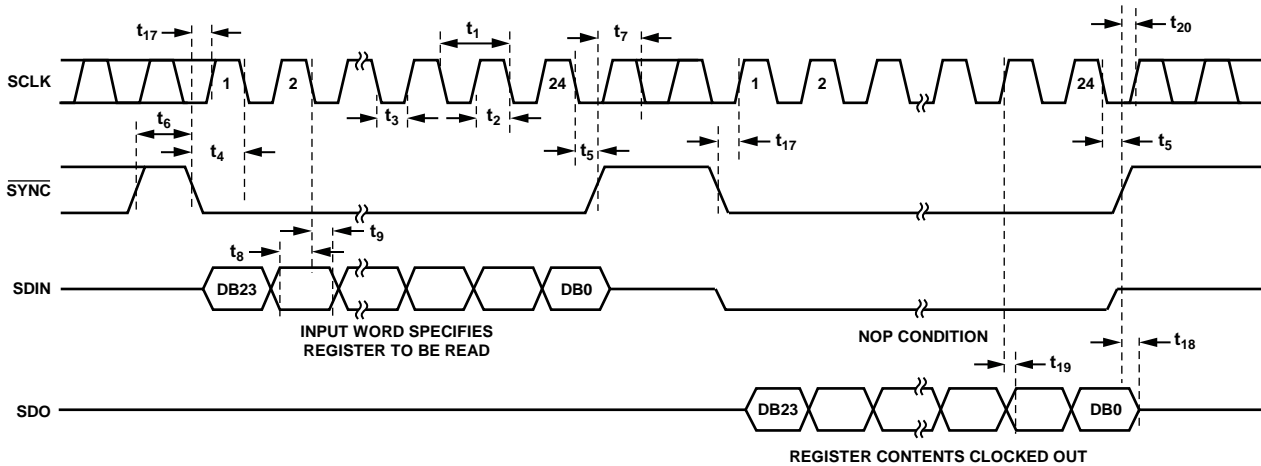 t17
t1
t7
t20
SCLK
1
2
24
1
2
24
t3
t2
t6
t4
t5
t17
t5
SYNC
t9
t8
SDIN
DB23
DB0
INPUT WORD SPECIFIES
REGISTER TO BE READ
NOP CONDITION
t18
t19
SDO
DB23
DB0
REGISTER CONTENTS CLOCKED OUT